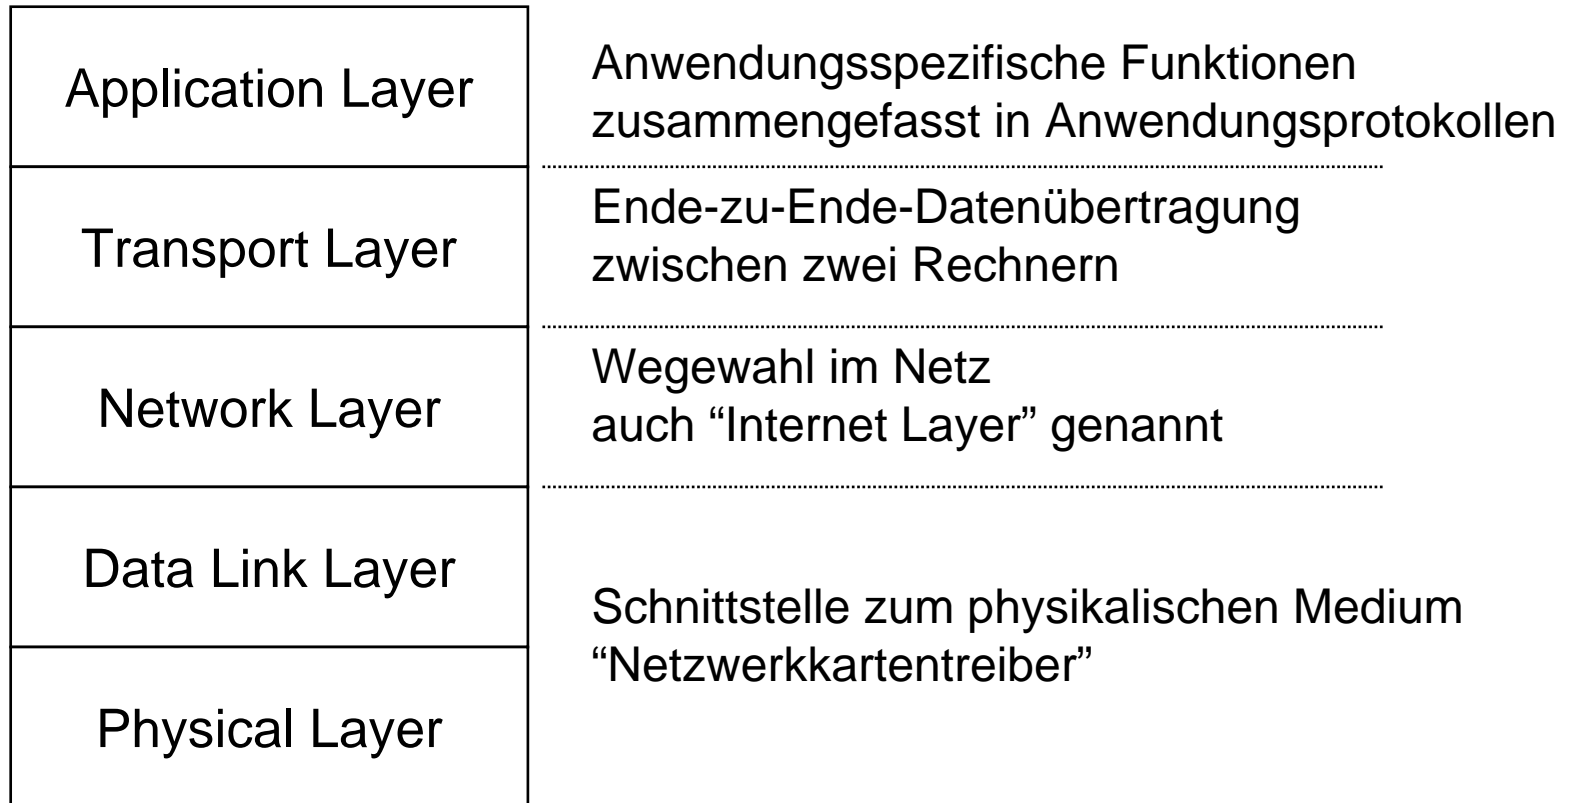 Application Layer
Anwendungsspezifische Funktionen
zusammengefasst in Anwendungsprotokollen
Transport Layer
Ende-zu-Ende-Datenübertragung
zwischen zwei Rechnern
Network Layer
Wegewahl im Netz
auch “Internet Layer” genannt
Data Link Layer
Schnittstelle zum physikalischen Medium
“Netzwerkkartentreiber”
Physical Layer